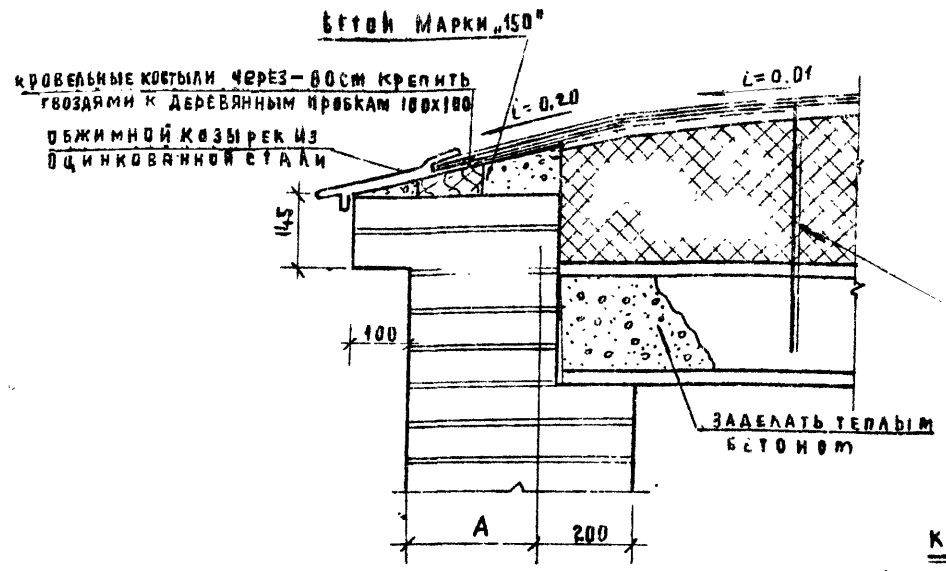 БЕТОН МАРКИ „150"
КРОВЕЛЬНЫЕ КОСТЫЛИ ЧЕРЕЗ-60СМ КРЕПИТЬ
ГВОЗДЯМИ К ДЕРЕВЯННЫМ ПРОБКАМ 100Х100
ОБЖИМНОЙ КОЗЫРЕК ИЗ
ОЦИНКОВАННОЙ СТАЛИ
i=0.20
i=0.01
145
100
ЗАДЕЛАТЬ ТЕПЛЫМ
БЕТОНОМ
А
200
К